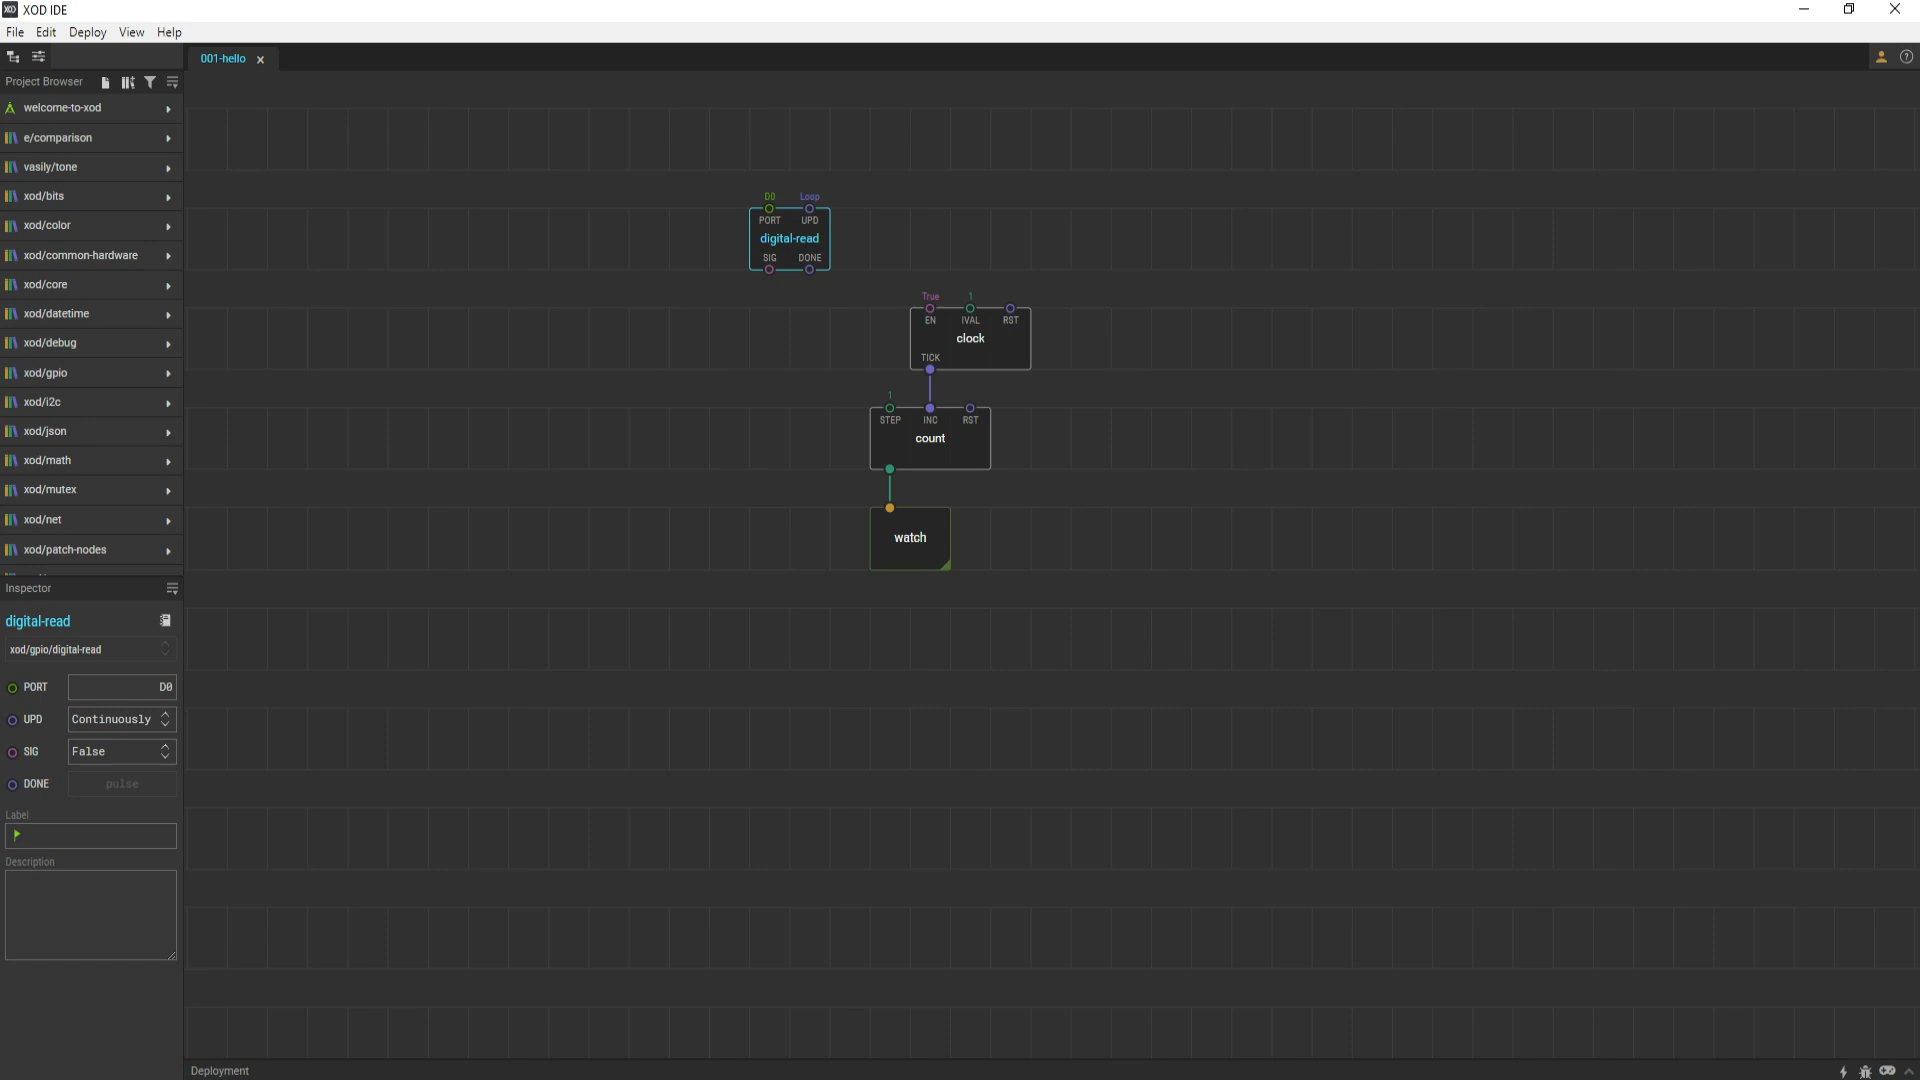 XOD IDE
File Edit Deploy View Help
001-hello
Project Browser
welcome-to-xod
e/comparison
vasily/tone
xod/bits
xod/color
xod/common-hardware
xod/core
xod/datetime
xod/debug
xod/gpio
xod/i2c
xod/json
xod/math
xod/mutex
xod/net
xod/patch-nodes
Inspector
digital-read
xod/gpio/digital-read
PORT D0
UPD Continuously
SIG False
DONE pulse
Label
Description
D0 Loop
PORT UPD
digital-read
SIG DONE
True 1
EN IVAL RST
clock
TICK
1
STEP INC RST
count
watch
Deployment